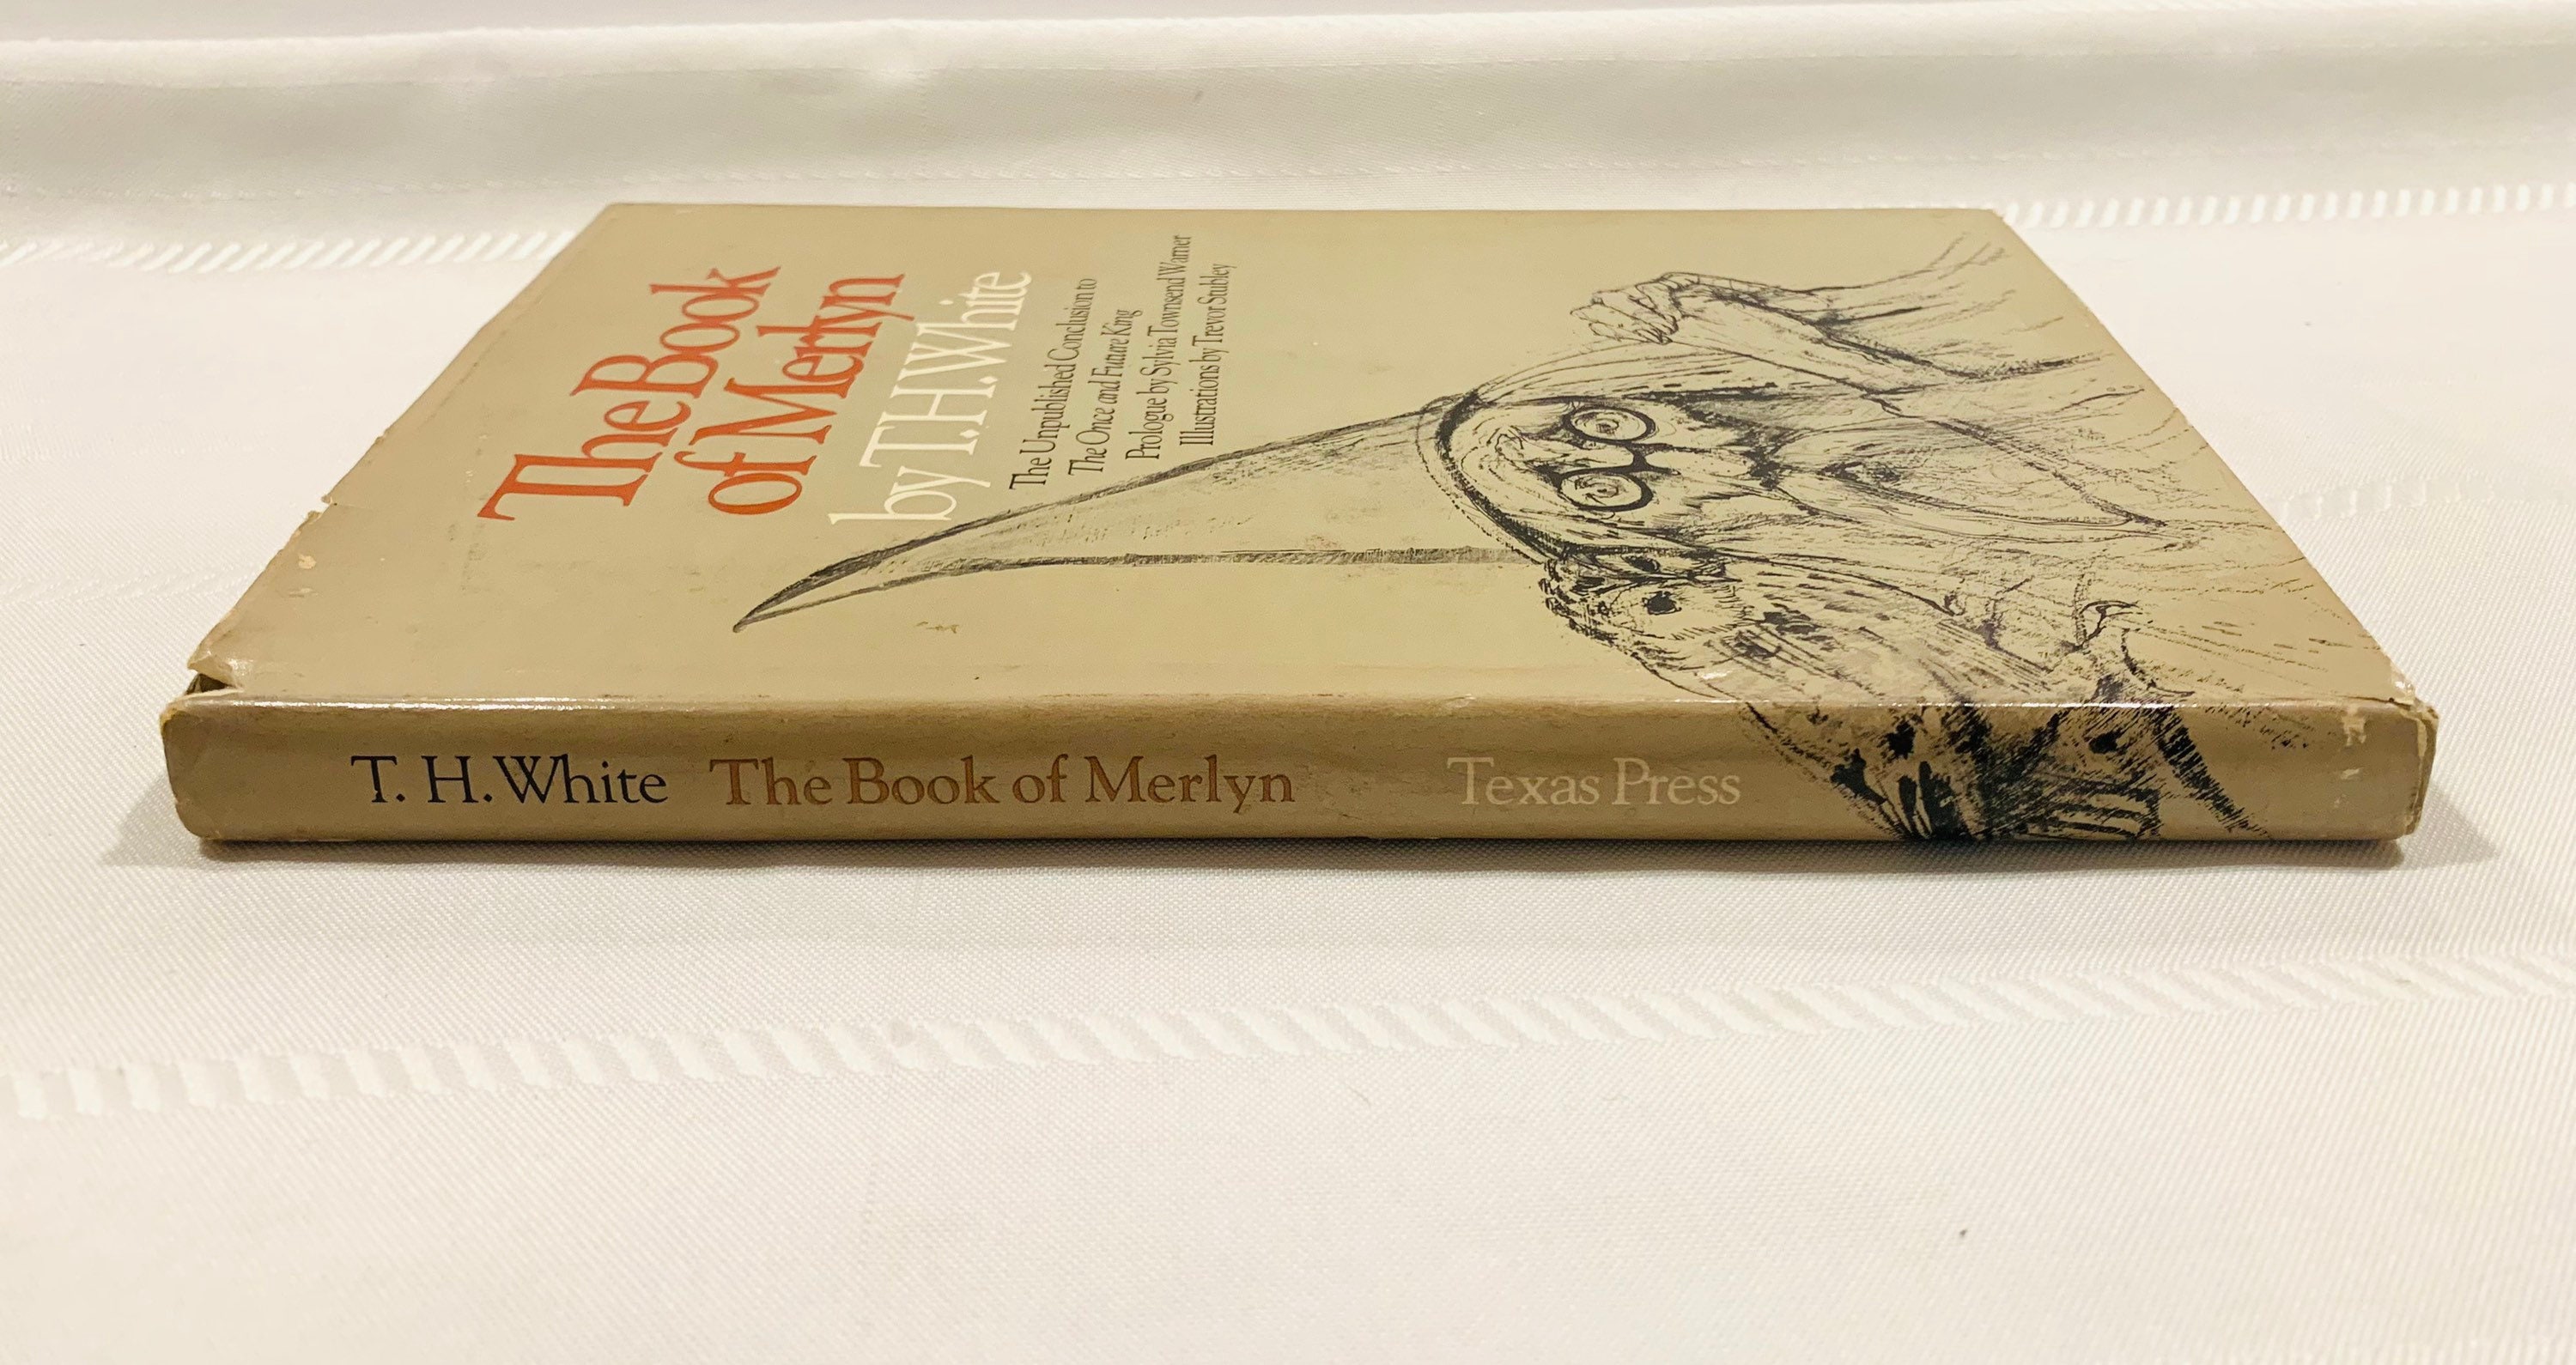 The Book
of Merlyn
by T.H.White
The Unpublished Conclusion to
The Once and Future King
Prologue by Sylvia Townsend Warner
Illustrations by Trevor Stubley
T. H. White The Book of Merlyn Texas Press